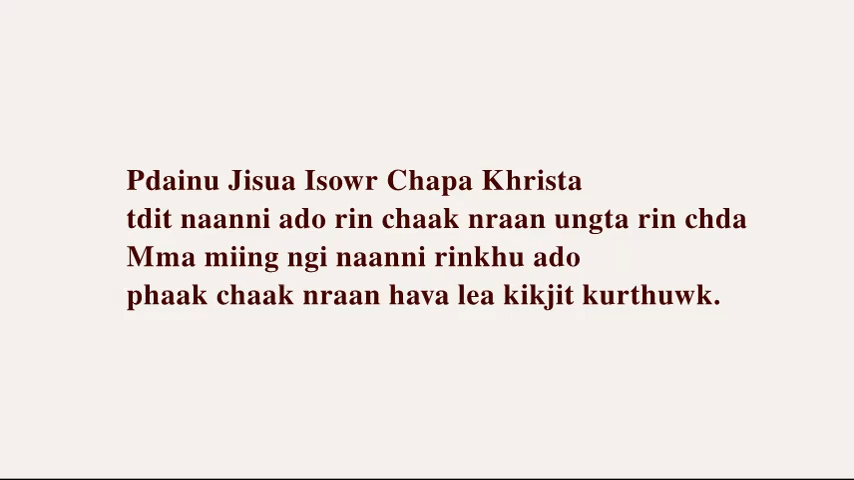 Pdainu Jisua Isowr Chapa Khrista
tdit naanni ado rin chaak nraan ungta rin chda
Mma miing ngi naanni rinkhu ado
phaak chaak nraan hava lea kikjit kurthuwk.